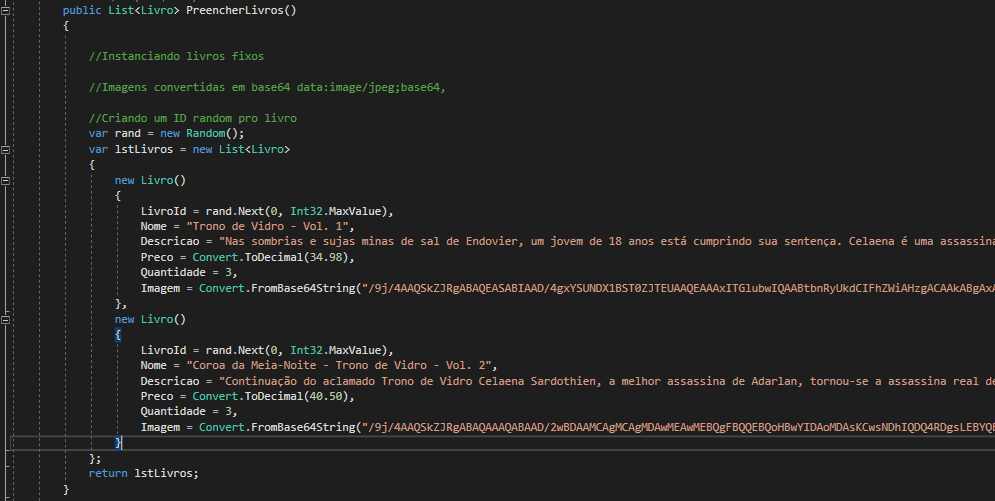 public List<Livro> PreencherLivros()
{
//Instanciando livros fixos
//Imagens convertidas em base64 data:image/jpeg;base64,
//Criando um ID random pro livro
var rand = new Random();
var lstLivros = new List<Livro>
{
new Livro()
{
LivroId = rand.Next(0, Int32.MaxValue),
Nome = "Trono de Vidro - Vol. 1",
Descricao = "Nas sombrias e sujas minas de sal de Endovier, um jovem de 18 anos está cumprindo sua sentença. Celaena é uma assassina
Preco = Convert.ToDecimal(34.98),
Quantidade = 3,
Imagem = Convert.FromBase64String("/9j/4AAQSkZJRgABAQEASABIAAD/4gxYSUNDX1BST0ZJTEUAAQEAAAxITGlubwIQAABtbnRyUkdCIFhZWiAHzgACAAkABgAxA
},
new Livro()
{
LivroId = rand.Next(0, Int32.MaxValue),
Nome = "Coroa da Meia-Noite - Trono de Vidro - Vol. 2",
Descricao = "Continuação do aclamado Trono de Vidro Celaena Sardothien, a melhor assassina de Adarlan, tornou-se a assassina real de
Preco = Convert.ToDecimal(40.50),
Quantidade = 3,
Imagem = Convert.FromBase64String("/9j/4AAQSkZJRgABAQAAAQABAAD/2wBDAAMCAgMCAgMDAwMEAwMEBQgFBQQEBQoHBwYIDAoMDAsKCwsNDhIQDQ4RDgsLEBYQE
}
};
return lstLivros;
}